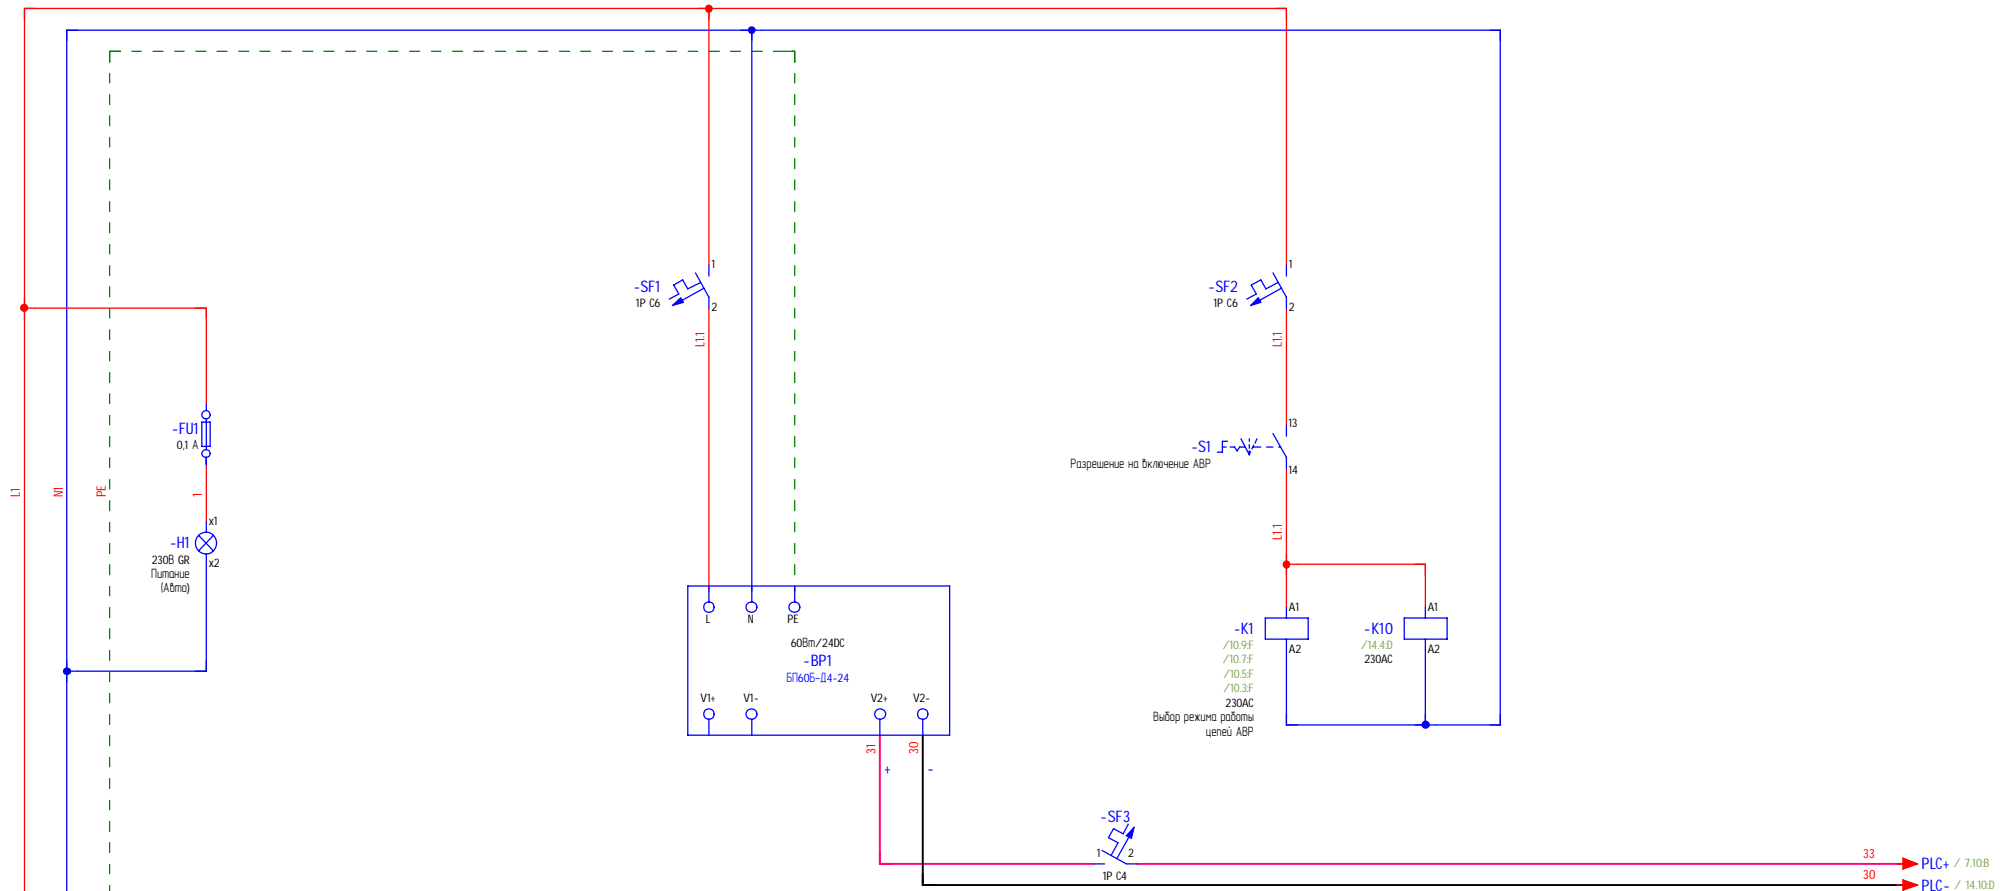 -SF1
1P C6
1
2
L1.1
-SF2
1P C6
1
2
L1.1
-FU1
0,1 А
L1
N1
PE
1
-S1
Разрешение на включение АВР
13
14
L1.1
-H1
230В GR
Питание
(Авто)
x1
x2
L
N
PE
60Вт/24DC
-BP1
БП60Б-Д4-24
V1+
V1-
V2+
V2-
-K1
/10.9:F
/10.7:F
/10.5:F
/10.3:F
230AC
Выбор режима работы
цепей АВР
A1
A2
-K10
/14.4:D
230AC
A1
A2
31
+
30
-
-SF3
1
2
1P C4
33
PLC+ / 7.10:B
30
PLC- / 14.10:D